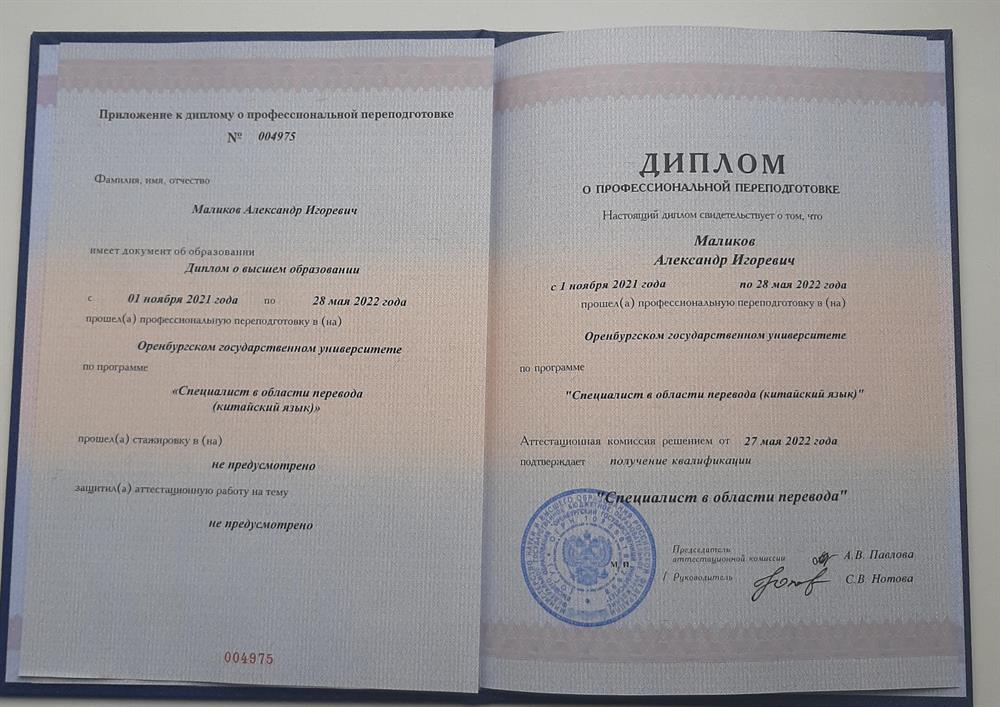 Приложение к диплому о профессиональной переподготовке
№ 004975
Фамилия, имя, отчество
Маликов Александр Игоревич
имеет документ об образовании
Диплом о высшем образовании
с 01 ноября 2021 года по 28 мая 2022 года
прошел(а) профессиональную переподготовку в (на)
Оренбургском государственном университете
по программе
«Специалист в области перевода
(китайский язык)»
прошел(а) стажировку в (на)
не предусмотрено
защитил(а) аттестационную работу на тему
не предусмотрено
004975
ДИПЛОМ
О ПРОФЕССИОНАЛЬНОЙ ПЕРЕПОДГОТОВКЕ
Настоящий диплом свидетельствует о том, что
Маликов
Александр Игоревич
с 1 ноября 2021 года по 28 мая 2022 года
прошел(а) профессиональную переподготовку в (на)
Оренбургском государственном университете
по программе
"Специалист в области перевода (китайский язык)"
Аттестационная комиссия решением от 27 мая 2022 года
подтверждает получение квалификации
"Специалист в области перевода"
М.П.
Председатель
аттестационной комиссии А.В. Павлова
Руководитель С.В. Нотова